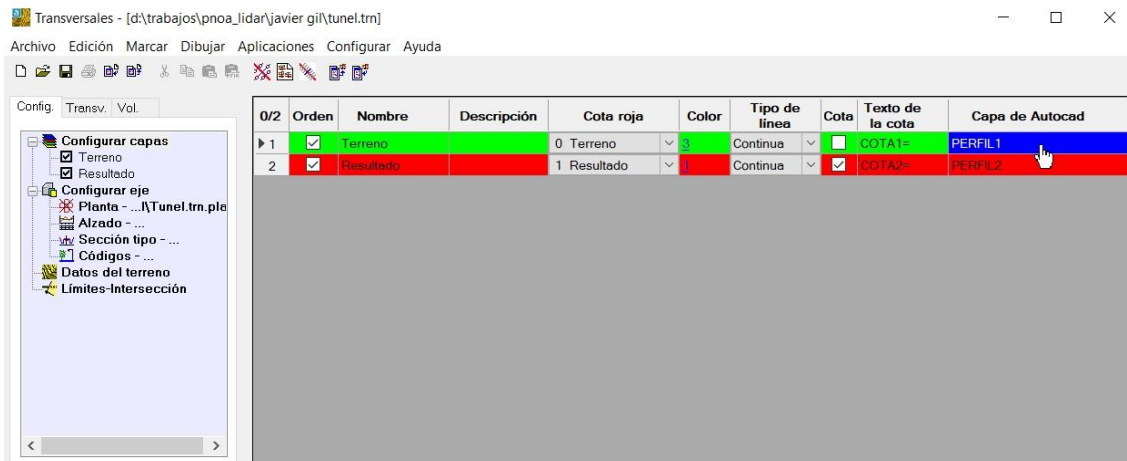 Transversales - [d:\trabajos\pnoa_lidar\javier gil\tunel.trn]
Archivo Edición Marcar Dibujar Aplicaciones Configurar Ayuda
Config. Transv. Vol.
Configurar capas
Terreno
Resultado
Configurar eje
Planta - ...l\Tunel.trn.pla
Alzado - ...
Sección tipo - ...
Códigos - ...
Datos del terreno
Límites-Intersección
0/2 Orden Nombre Descripción Cota roja Color Tipo de línea Cota Texto de la cota Capa de Autocad
1 Terreno 0 Terreno 3 Continua COTA1= PERFIL1
2 Resultado 1 Resultado 1 Continua COTA2= PERFIL2